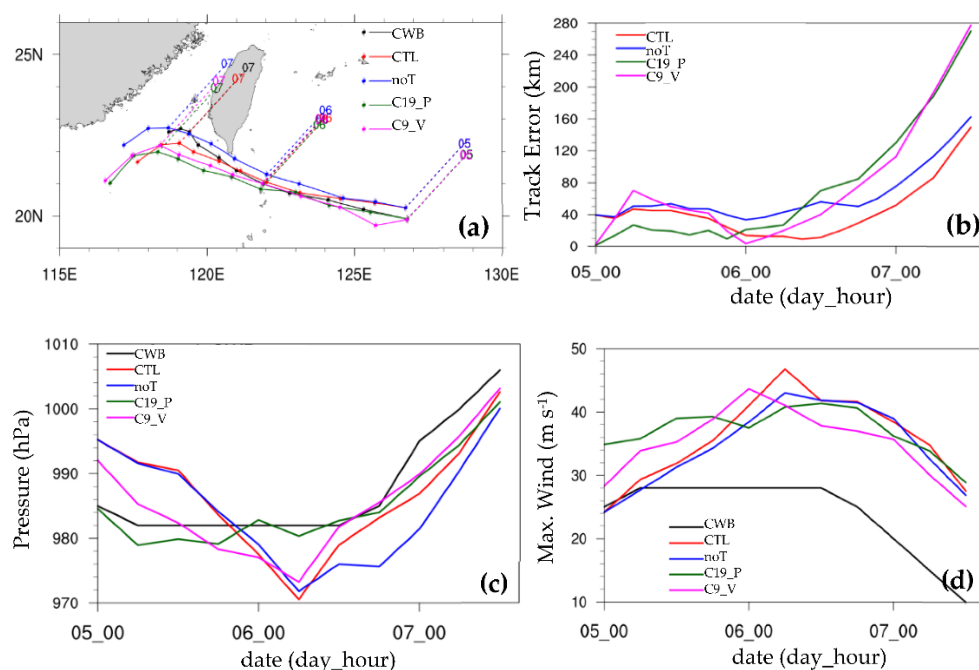 25N
20N
115E
120E
125E
130E
07
07
07
07
07
06
06
06
05
05
CWB
CTL
noT
C19_P
C9_V
(a)
Track Error (km)
280
240
200
160
120
80
40
0
CTL
noT
C19_P
C9_V
(b)
05_00
06_00
07_00
date (day_hour)
Pressure (hPa)
1010
1000
990
980
970
CWB
CTL
noT
C19_P
C9_V
(c)
05_00
06_00
07_00
date (day_hour)
Max. Wind (m s⁻¹)
50
40
30
20
10
CWB
CTL
noT
C19_P
C9_V
(d)
05_00
06_00
07_00
date (day_hour)